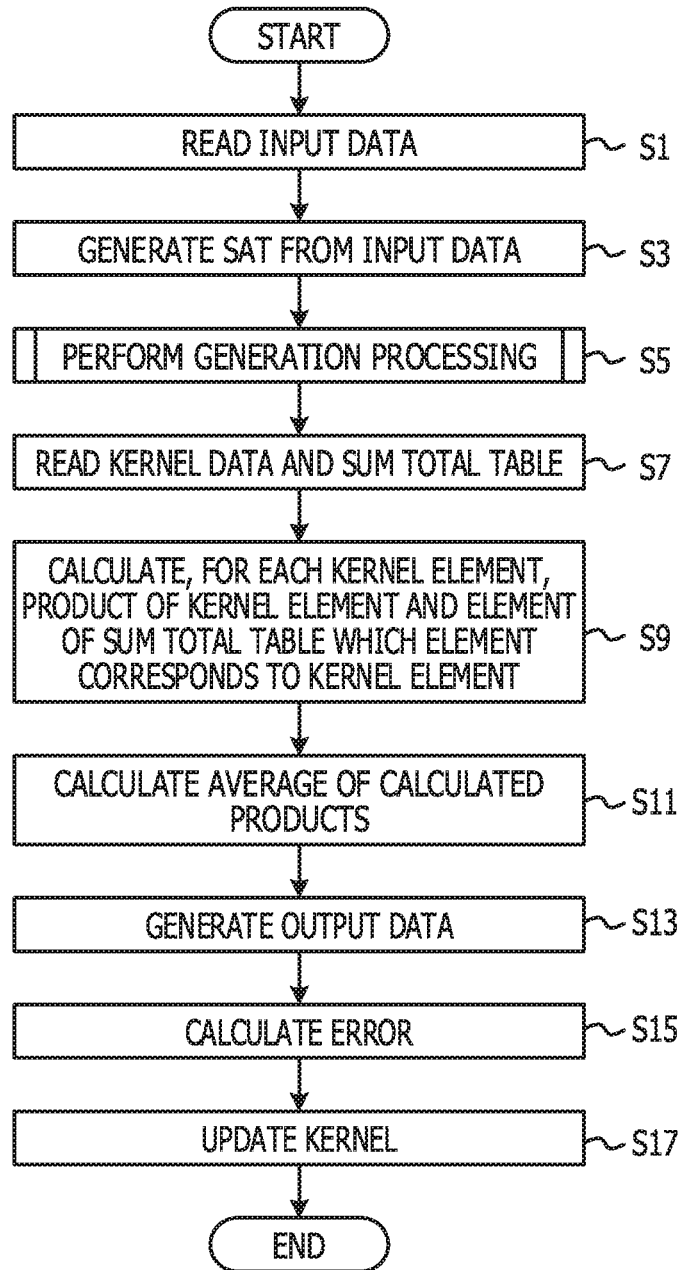 START
READ INPUT DATA
S1
GENERATE SAT FROM INPUT DATA
S3
PERFORM GENERATION PROCESSING
S5
READ KERNEL DATA AND SUM TOTAL TABLE
S7
CALCULATE, FOR EACH KERNEL ELEMENT,
PRODUCT OF KERNEL ELEMENT AND ELEMENT
OF SUM TOTAL TABLE WHICH ELEMENT
CORRESPONDS TO KERNEL ELEMENT
S9
CALCULATE AVERAGE OF CALCULATED
PRODUCTS
S11
GENERATE OUTPUT DATA
S13
CALCULATE ERROR
S15
UPDATE KERNEL
S17
END